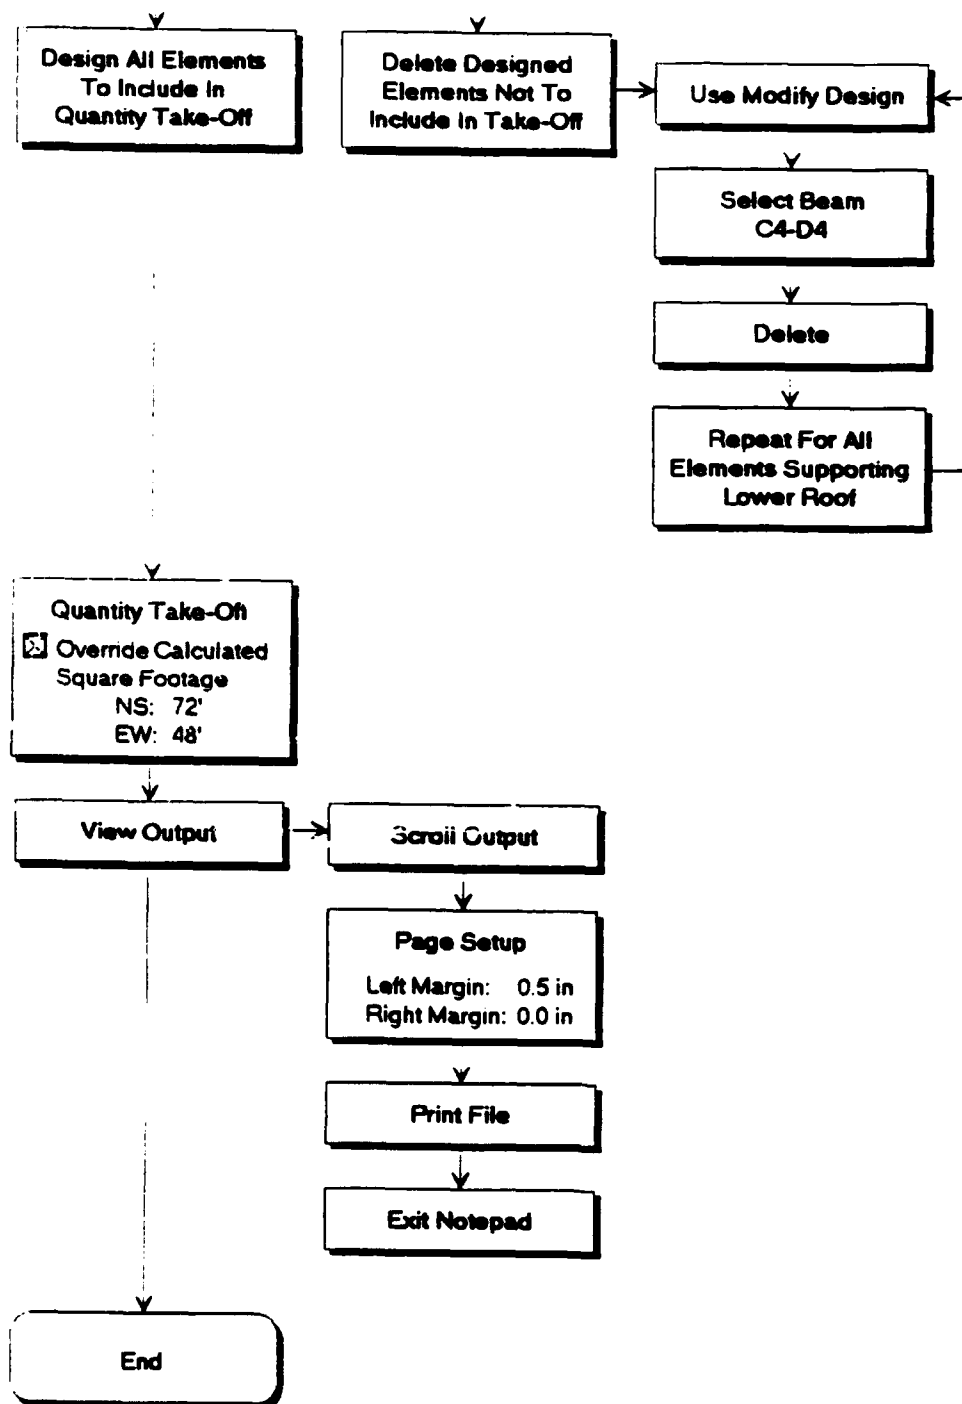 Design All Elements
To Include In
Quantity Take-Off
Delete Designed
Elements Not To
Include In Take-Off
Use Modify Design
Select Beam
C4-D4
Delete
Repeat For All
Elements Supporting
Lower Roof
Quantity Take-Off
Override Calculated
Square Footage
NS: 72'
EW: 48'
View Output
Scroll Output
Page Setup
Left Margin: 0.5 in
Right Margin: 0.0 in
Print File
Exit Notepad
End